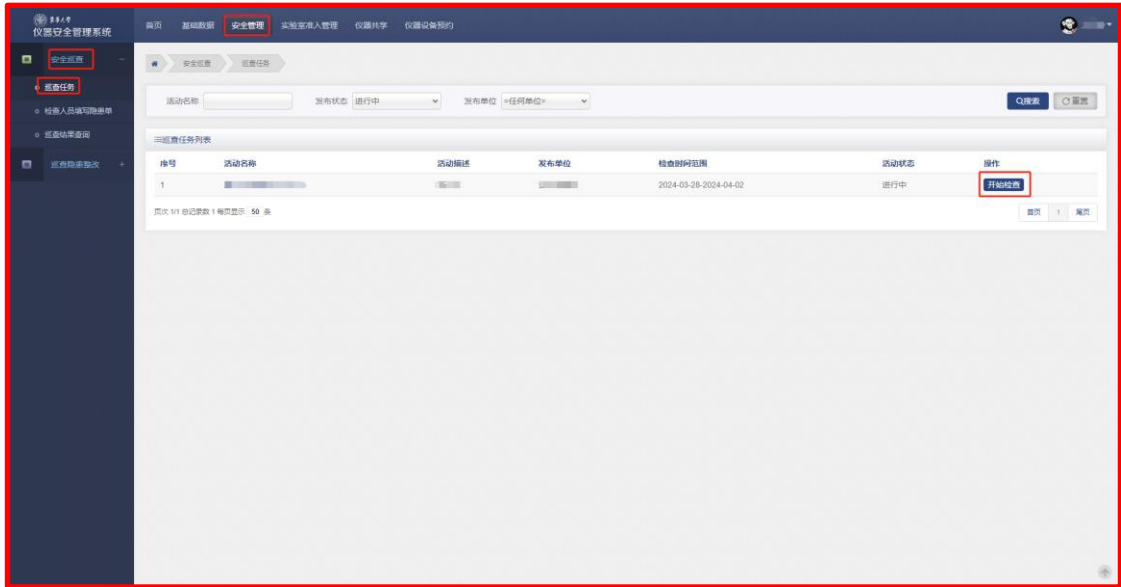 仪器安全管理系统
首页 基础数据 安全管理 实验室准入管理 仪器共享 仪器设备预约
安全巡查 −
巡查任务
检查人员填写隐患单
巡查结果查询
巡查隐患整改 +
安全巡查 巡查任务
活动名称 发布状态 进行中 发布单位 =任何单位= 搜索 重置
巡查任务列表
序号 活动名称 活动描述 发布单位 检查时间范围 活动状态 操作
1 2024-03-28-2024-04-02 进行中 开始检查
页次 1/1 总记录数 1 每页显示 50 条 首页 1 尾页